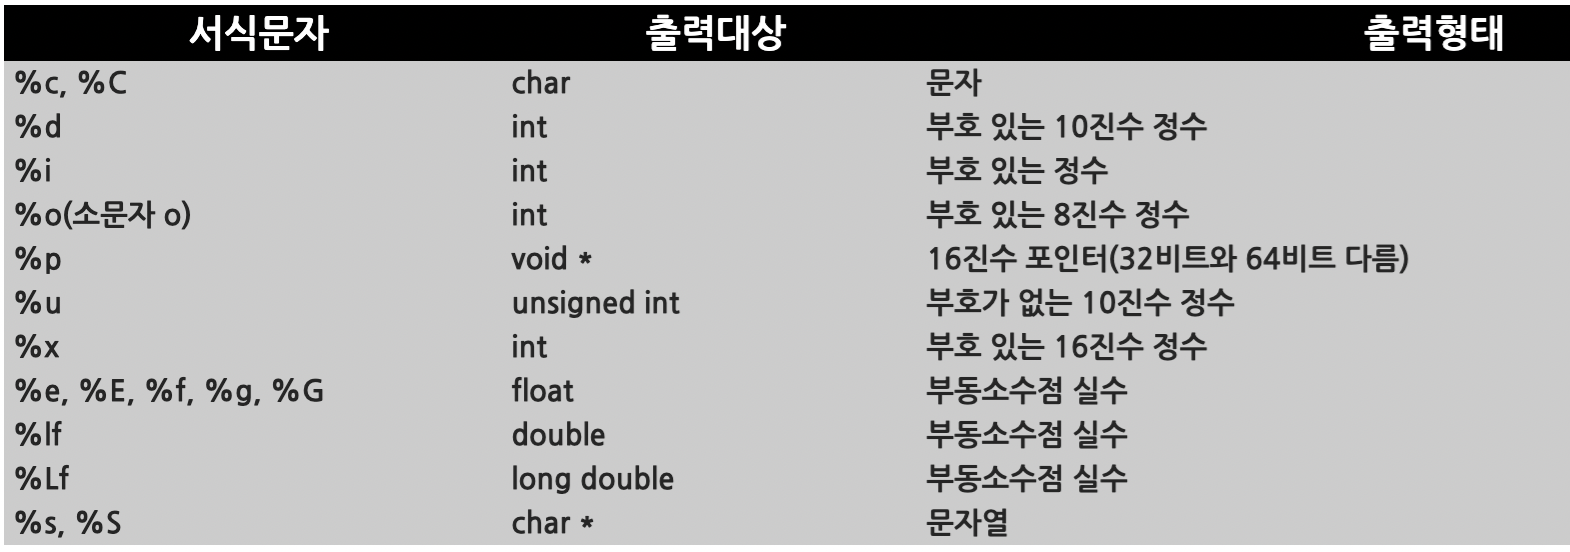 서식문자 출력대상 출력형태
%c, %C char 문자
%d int 부호 있는 10진수 정수
%i int 부호 있는 정수
%o(소문자 o) int 부호 있는 8진수 정수
%p void * 16진수 포인터(32비트와 64비트 다름)
%u unsigned int 부호가 없는 10진수 정수
%x int 부호 있는 16진수 정수
%e, %E, %f, %g, %G float 부동소수점 실수
%lf double 부동소수점 실수
%Lf long double 부동소수점 실수
%s, %S char * 문자열